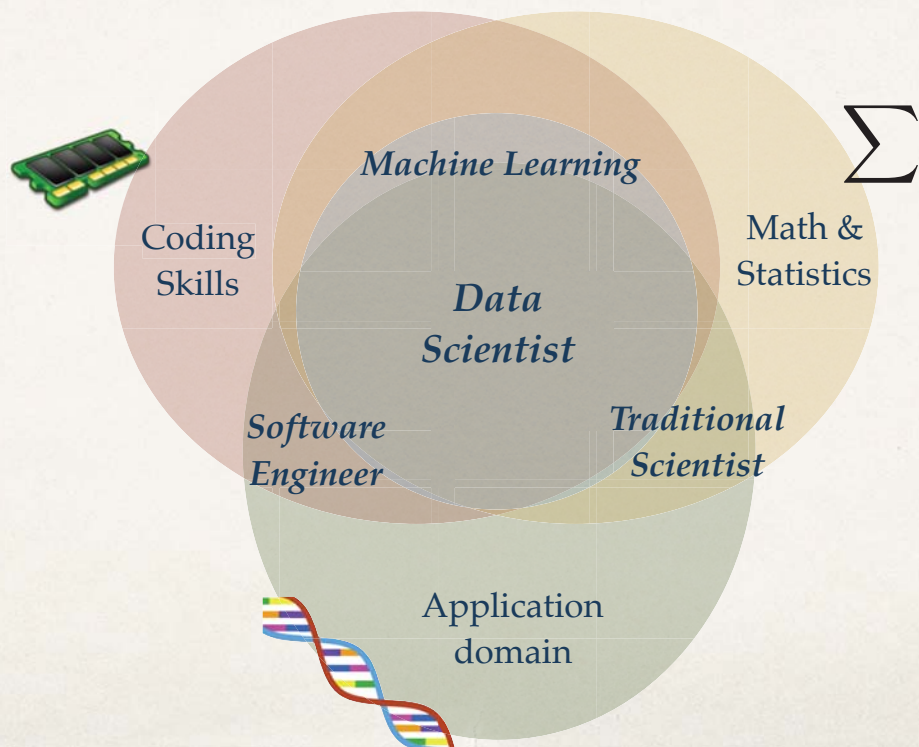 Machine Learning
∑
Coding
Skills
Math &
Statistics
Data
Scientist
Software
Engineer
Traditional
Scientist
Application
domain